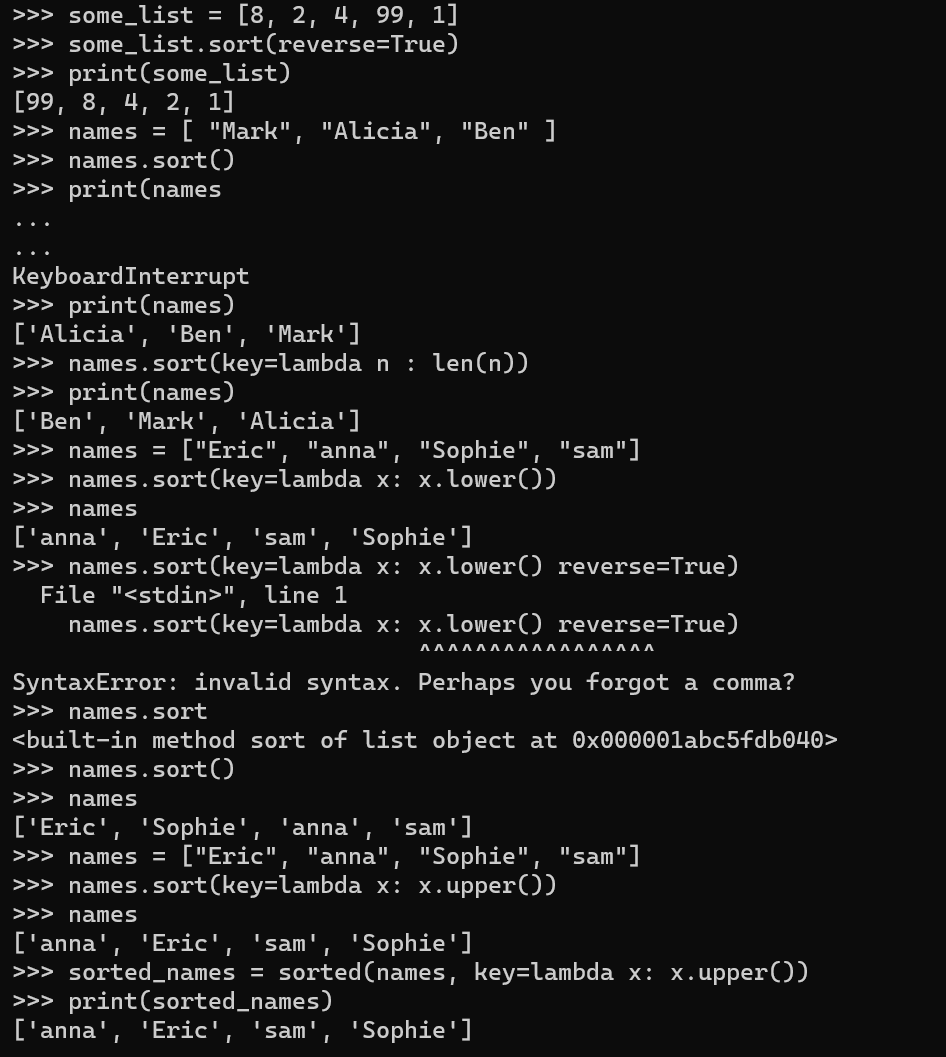 >>> some_list = [8, 2, 4, 99, 1]
>>> some_list.sort(reverse=True)
>>> print(some_list)
[99, 8, 4, 2, 1]
>>> names = [ "Mark", "Alicia", "Ben" ]
>>> names.sort()
>>> print(names
...
...
KeyboardInterrupt
>>> print(names)
['Alicia', 'Ben', 'Mark']
>>> names.sort(key=lambda n : len(n))
>>> print(names)
['Ben', 'Mark', 'Alicia']
>>> names = ["Eric", "anna", "Sophie", "sam"]
>>> names.sort(key=lambda x: x.lower())
>>> names
['anna', 'Eric', 'sam', 'Sophie']
>>> names.sort(key=lambda x: x.lower() reverse=True)
  File "<stdin>", line 1
    names.sort(key=lambda x: x.lower() reverse=True)
                             ^^^^^^^^^^^^^^^^^
SyntaxError: invalid syntax. Perhaps you forgot a comma?
>>> names.sort
<built-in method sort of list object at 0x000001abc5fdb040>
>>> names.sort()
>>> names
['Eric', 'Sophie', 'anna', 'sam']
>>> names = ["Eric", "anna", "Sophie", "sam"]
>>> names.sort(key=lambda x: x.upper())
>>> names
['anna', 'Eric', 'sam', 'Sophie']
>>> sorted_names = sorted(names, key=lambda x: x.upper())
>>> print(sorted_names)
['anna', 'Eric', 'sam', 'Sophie']